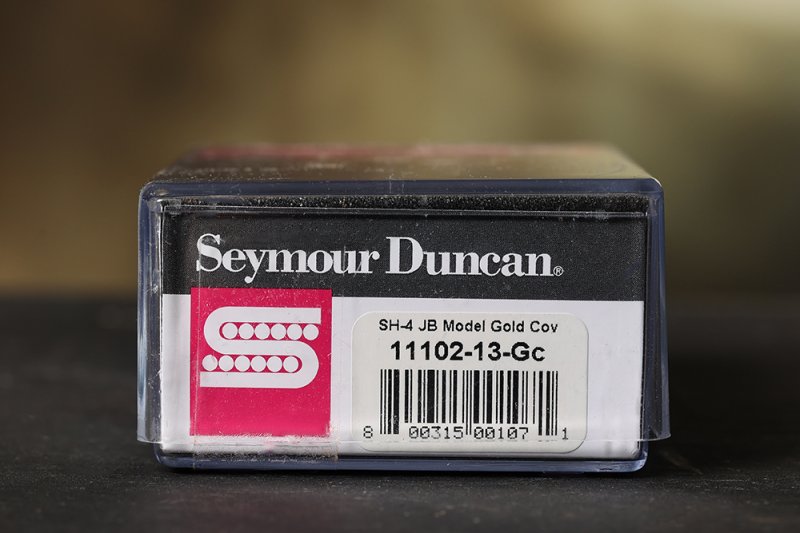 Seymour Duncan®
SH-4 JB Model Gold Cov
11102-13-Gc
8 00315 00107 1